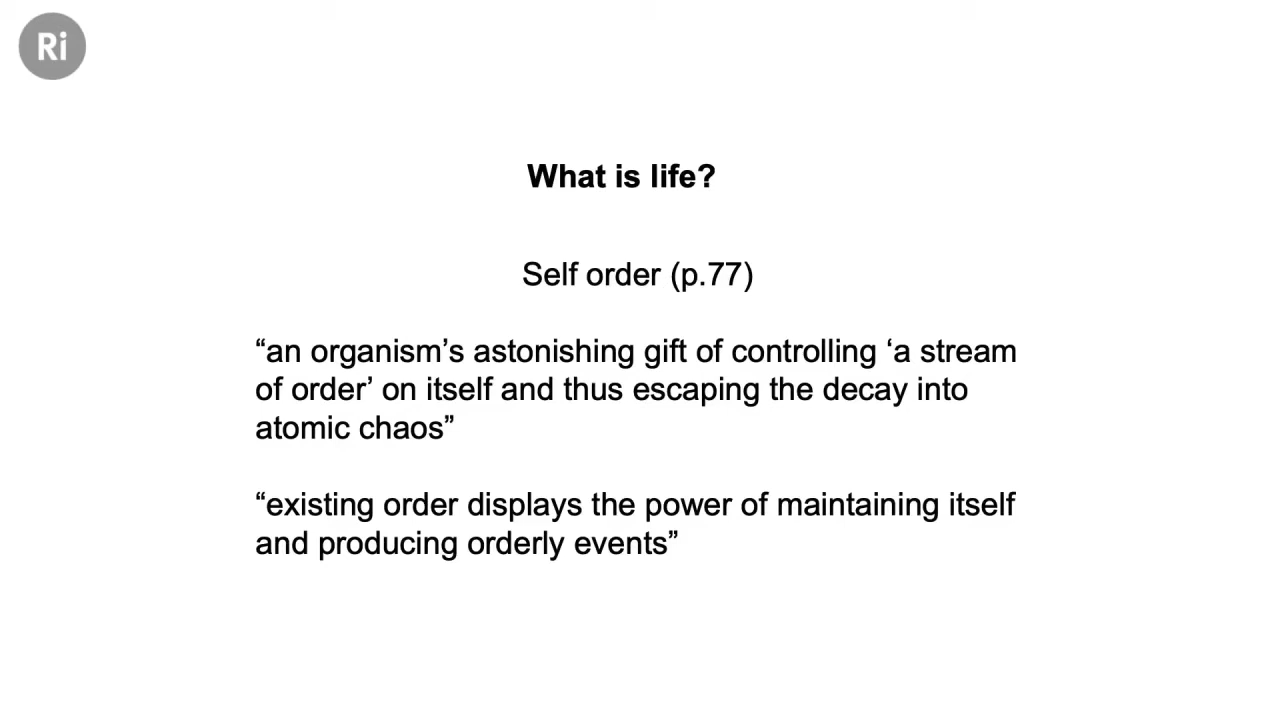 Ri
What is life?
Self order (p.77)
“an organism’s astonishing gift of controlling ‘a stream
of order’ on itself and thus escaping the decay into
atomic chaos”
“existing order displays the power of maintaining itself
and producing orderly events”